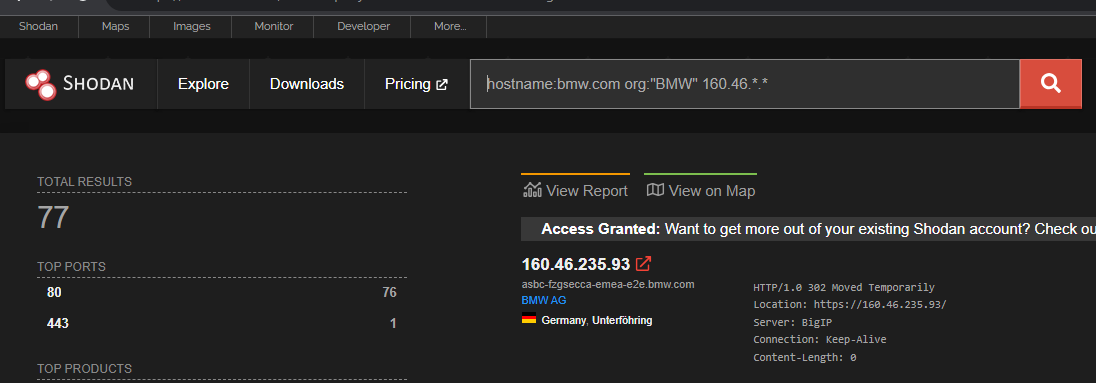 Shodan Maps Images Monitor Developer More...
SHODAN Explore Downloads Pricing hostname:bmw.com org:"BMW" 160.46.*.*
TOTAL RESULTS
77
TOP PORTS
80 76
443 1
TOP PRODUCTS
View Report View on Map
Access Granted: Want to get more out of your existing Shodan account? Check ou
160.46.235.93
asbc-fzgsecca-emea-e2e.bmw.com
BMW AG
Germany, Unterföhring
HTTP/1.0 302 Moved Temporarily
Location: https://160.46.235.93/
Server: BigIP
Connection: Keep-Alive
Content-Length: 0